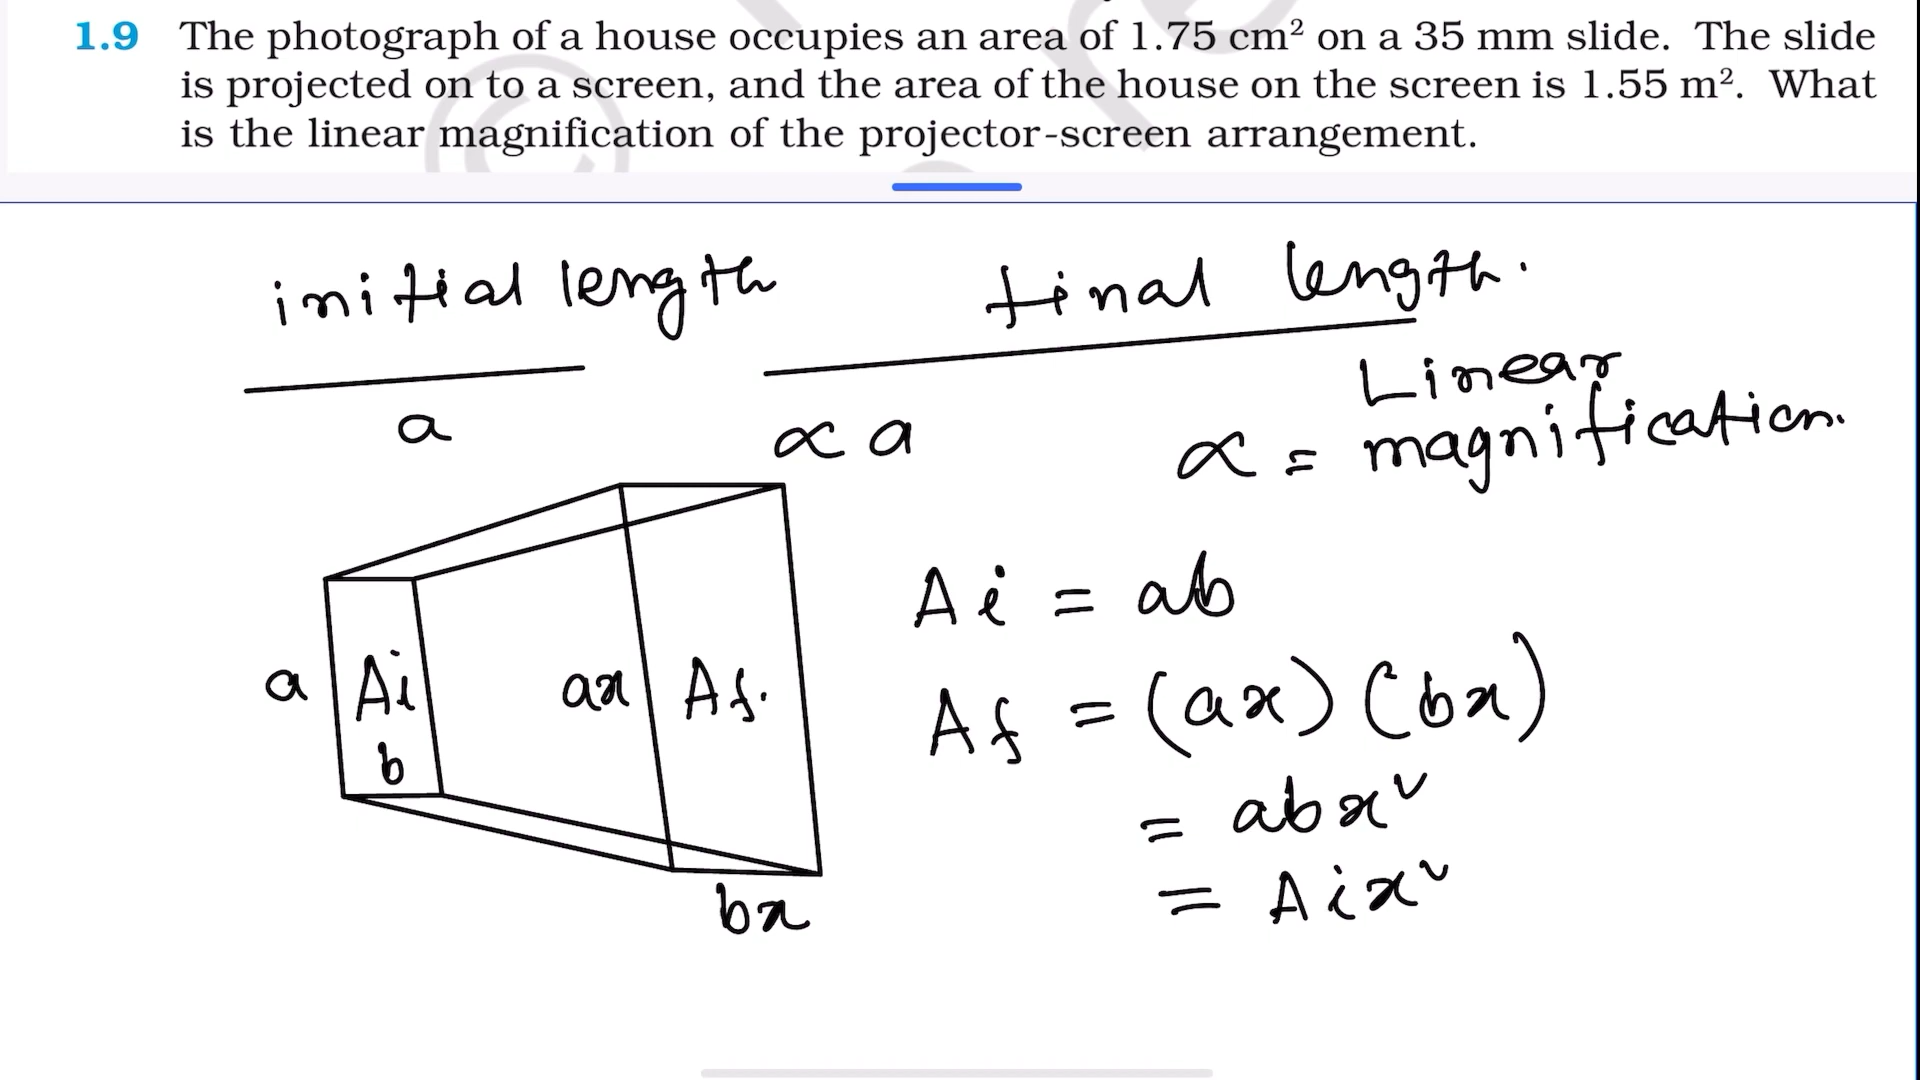 1.9 The photograph of a house occupies an area of 1.75 cm² on a 35 mm slide. The slide
is projected on to a screen, and the area of the house on the screen is 1.55 m². What
is the linear magnification of the projector-screen arrangement.
initial length final length.
a x a
x = Linear magnification.
a Ai b
ax Af.
bx
Ai = ab
Af = (ax) (bx)
= abx²
= Aix²